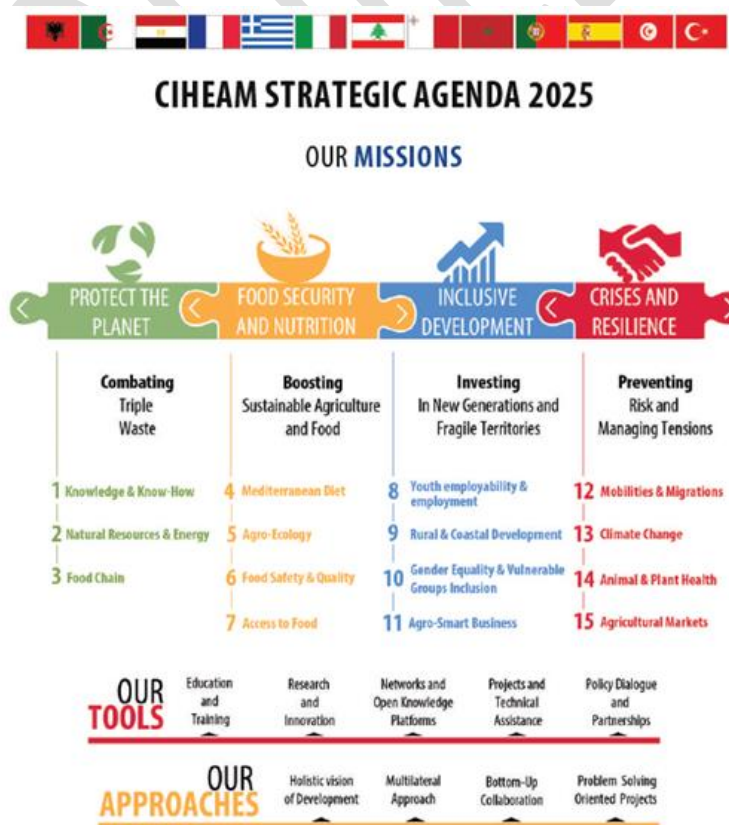 CIHEAM STRATEGIC AGENDA 2025
OUR MISSIONS
PROTECT THE
PLANET
FOOD SECURITY
AND NUTRITION
INCLUSIVE
DEVELOPMENT
CRISES AND
RESILIENCE
Combating
Triple
Waste
Boosting
Sustainable Agriculture
and Food
Investing
In New Generations and
Fragile Territories
Preventing
Risk and
Managing Tensions
1 Knowledge & Know-How
2 Natural Resources & Energy
3 Food Chain
4 Mediterranean Diet
5 Agro-Ecology
6 Food Safety & Quality
7 Access to Food
8 Youth employability &
employment
9 Rural & Coastal Development
10 Gender Equality & Vulnerable
Groups Inclusion
11 Agro-Smart Business
12 Mobilities & Migrations
13 Climate Change
14 Animal & Plant Health
15 Agricultural Markets
OUR
TOOLS
Education
and
Training
Research
and
Innovation
Networks and
Open Knowledge
Platforms
Projects and
Technical
Assistance
Policy Dialogue
and
Partnerships
OUR
APPROACHES
Holistic vision
of Development
Multilateral
Approach
Bottom-Up
Collaboration
Problem Solving
Oriented Projects